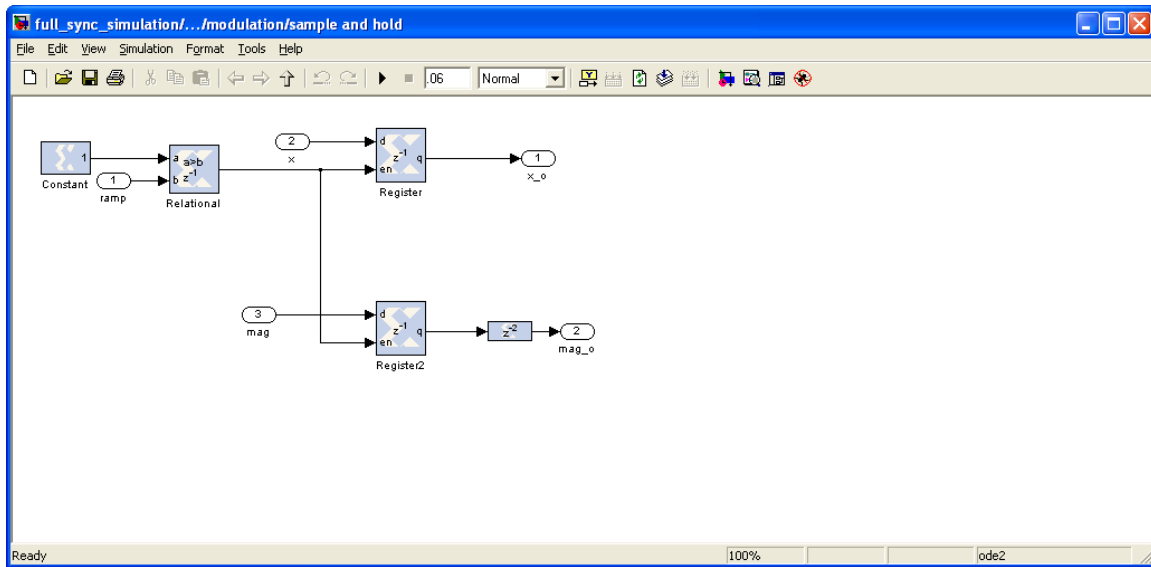 full_sync_simulation/.../modulation/sample and hold
File Edit View Simulation Format Tools Help
.06 Normal
2
x
d
z-1 q
en
Register
1
x_o
1
Constant
a a>b
b z-1
Relational
1
ramp
3
mag
d
z-1 q
en
Register2
z-2
2
mag_o
Ready 100% ode2